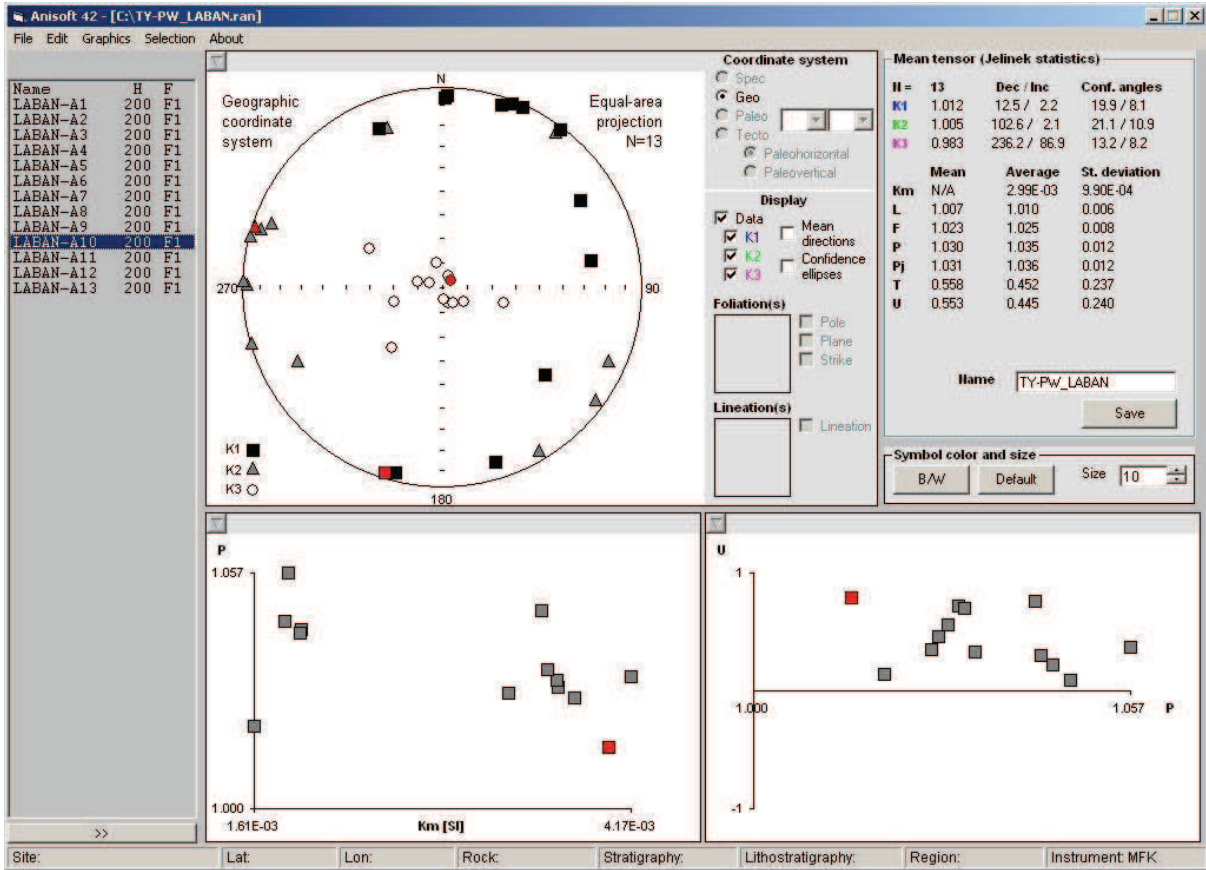 Anisoft 42 - [C:\TY-PW_LABAN.ran]
File Edit Graphics Selection About
Name H F
LABAN-A1 200 F1
LABAN-A2 200 F1
LABAN-A3 200 F1
LABAN-A4 200 F1
LABAN-A5 200 F1
LABAN-A6 200 F1
LABAN-A7 200 F1
LABAN-A8 200 F1
LABAN-A9 200 F1
LABAN-A10 200 F1
LABAN-A11 200 F1
LABAN-A12 200 F1
LABAN-A13 200 F1
>>
Geographic
coordinate
system
N
Equal-area
projection
N=13
270
90
180
K1
K2
K3
Coordinate system
Spec
Geo
Paleo
Tecto
Paleohorizontal
Paleovertical
Display
Data
K1
K2
K3
Mean
directions
Confidence
ellipses
Foliation(s)
Pole
Plane
Strike
Lineation(s)
Lineation
Mean tensor (Jelinek statistics)
N = 13 Dec / Inc Conf. angles
K1 1.012 12.5 / 2.2 19.9 / 8.1
K2 1.005 102.6 / 2.1 21.1 / 10.9
K3 0.983 236.2 / 86.9 13.2 / 8.2
Mean Average St. deviation
Km N/A 2.99E-03 9.90E-04
L 1.007 1.010 0.006
F 1.023 1.025 0.008
P 1.030 1.035 0.012
Pj 1.031 1.036 0.012
T 0.558 0.452 0.237
U 0.553 0.445 0.240
Name TY-PW_LABAN
Save
Symbol color and size
B/W Default Size 10
P
1.057
1.000
1.61E-03 Km [SI] 4.17E-03
U
1
1.000 1.057 P
-1
Site: Lat: Lon: Rock: Stratigraphy: Lithostratigraphy: Region: Instrument: MFK